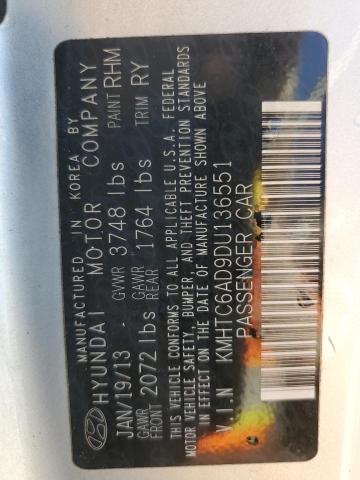 MANUFACTURED IN KOREA BY
HYUNDAI MOTOR COMPANY
JAN/19/13 GVWR 3748 lbs PAINT RHM
GAWR FRONT 2072 lbs GAWR REAR 1764 lbs TRIM RY
THIS VEHICLE CONFORMS TO ALL APPLICABLE U.S.A. FEDERAL
MOTOR VEHICLE SAFETY, BUMPER, AND THEFT PREVENTION STANDARDS
IN EFFECT ON THE DATE OF MANUFACTURE SHOWN ABOVE
V.I.N KMHTC6AD9DU136551
PASSENGER CAR